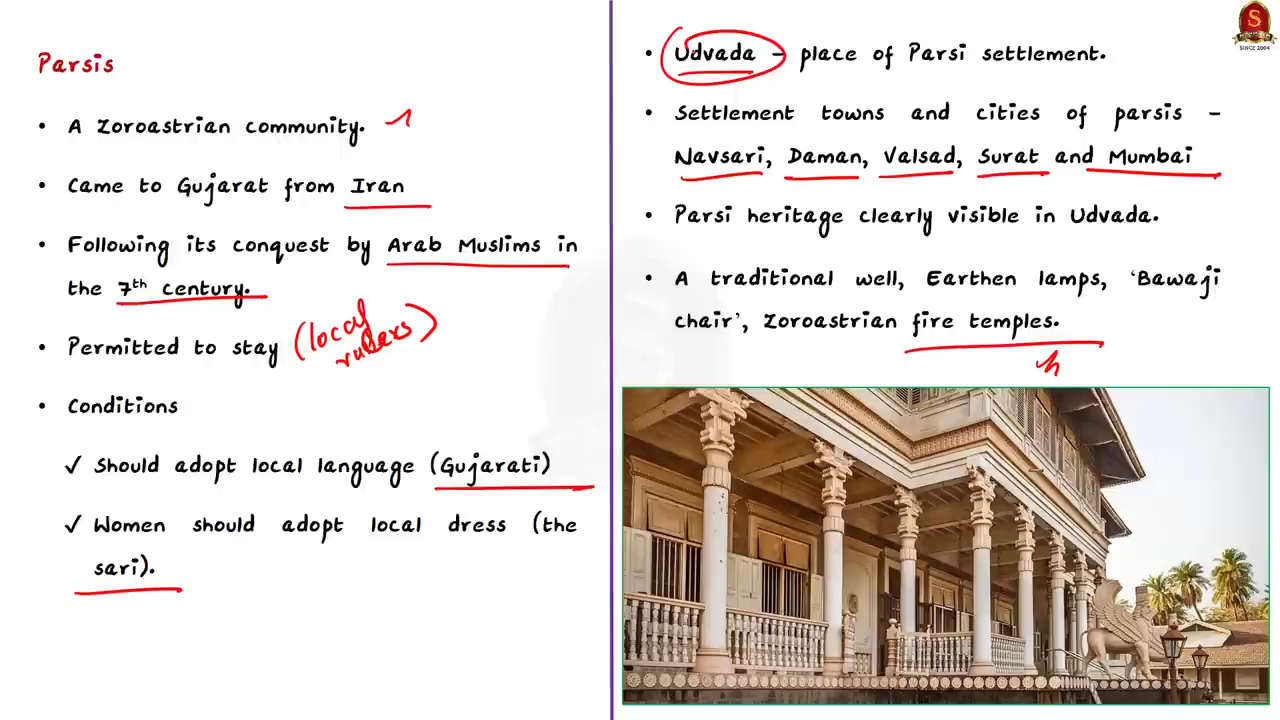 Parsis
• A Zoroastrian community.
• Came to Gujarat from Iran
• Following its conquest by Arab Muslims in
the 7th century.
• Permitted to stay (local
rulers)
• Conditions
✓ Should adopt local language (Gujarati)
✓ Women should adopt local dress (the
sari).
• Udvada - place of Parsi settlement.
• Settlement towns and cities of parsis -
Navsari, Daman, Valsad, Surat and Mumbai
• Parsi heritage clearly visible in Udvada.
• A traditional well, Earthen lamps, 'Bawaji
chair', Zoroastrian fire temples.
S
SINCE 2004